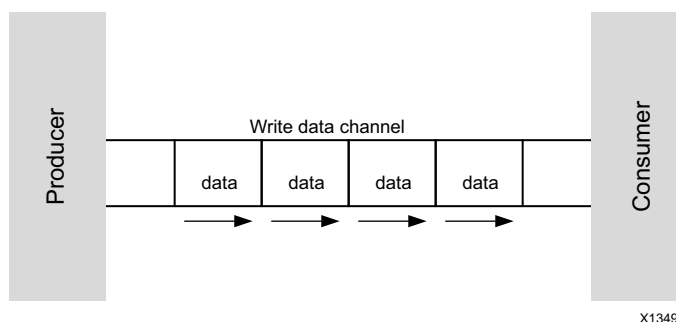 Producer
Write data channel
data
data
data
data
Consumer
X1349